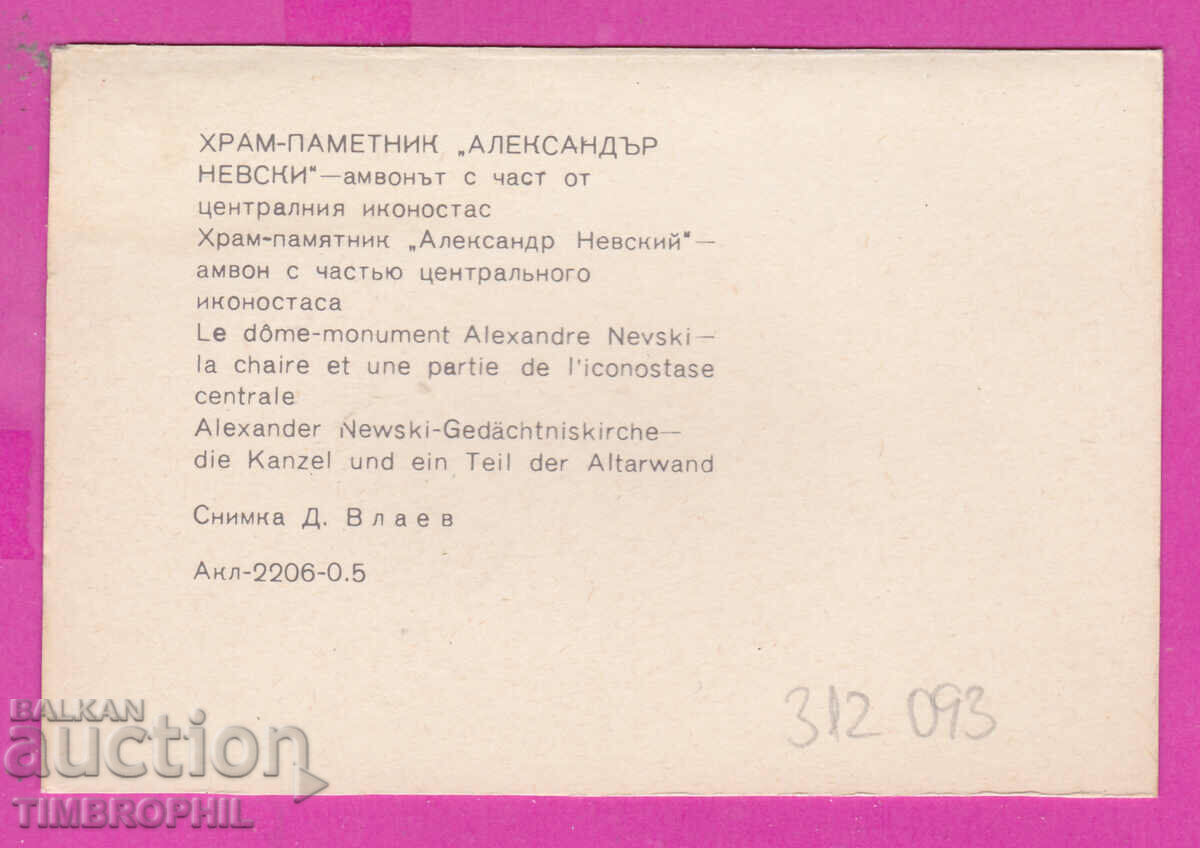 ХРАМ-ПАМЕТНИК „АЛЕКСАНДЪР
НЕВСКИ“—амвонът с част от
централния иконостас
Храм-памятник „Александр Невский“—
амвон с частью центрального
иконостаса
Le dôme-monument Alexandre Nevski—
la chaire et une partie de l'iconostase
centrale
Alexander Newski-Gedächtniskirche—
die Kanzel und ein Teil der Altarwand
Снимка Д. Влаев
Акл-2206-0.5
312 093
BALKAN
auction
TIMBROPHIL